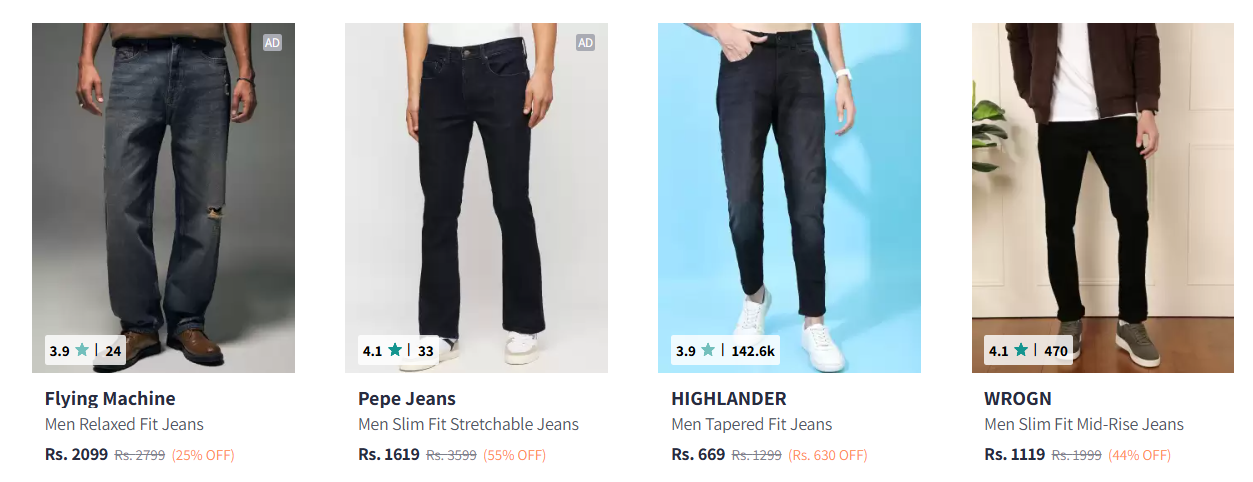 AD
AD
3.9 ★ | 24
4.1 ★ | 33
3.9 ★ | 142.6k
4.1 ★ | 470
Flying Machine
Men Relaxed Fit Jeans
Rs. 2099 Rs. 2799 (25% OFF)
Pepe Jeans
Men Slim Fit Stretchable Jeans
Rs. 1619 Rs. 3599 (55% OFF)
HIGHLANDER
Men Tapered Fit Jeans
Rs. 669 Rs. 1299 (Rs. 630 OFF)
WROGN
Men Slim Fit Mid-Rise Jeans
Rs. 1119 Rs. 1999 (44% OFF)